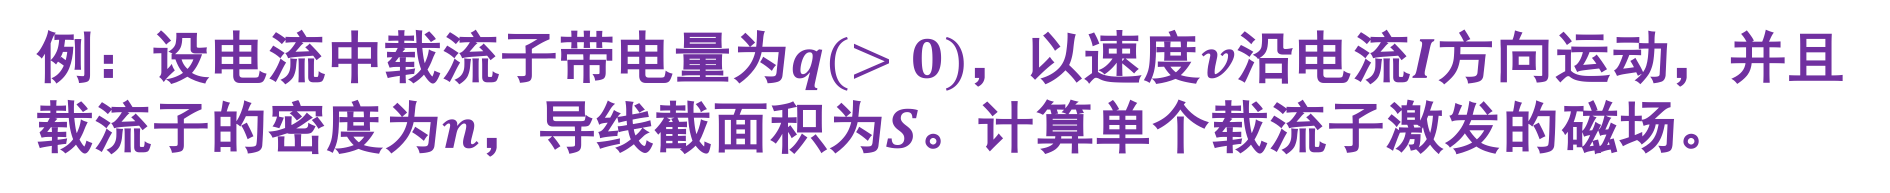 例：设电流中载流子带电量为q(> 0)，以速度v沿电流I方向运动，并且
载流子的密度为n，导线截面积为S。计算单个载流子激发的磁场。